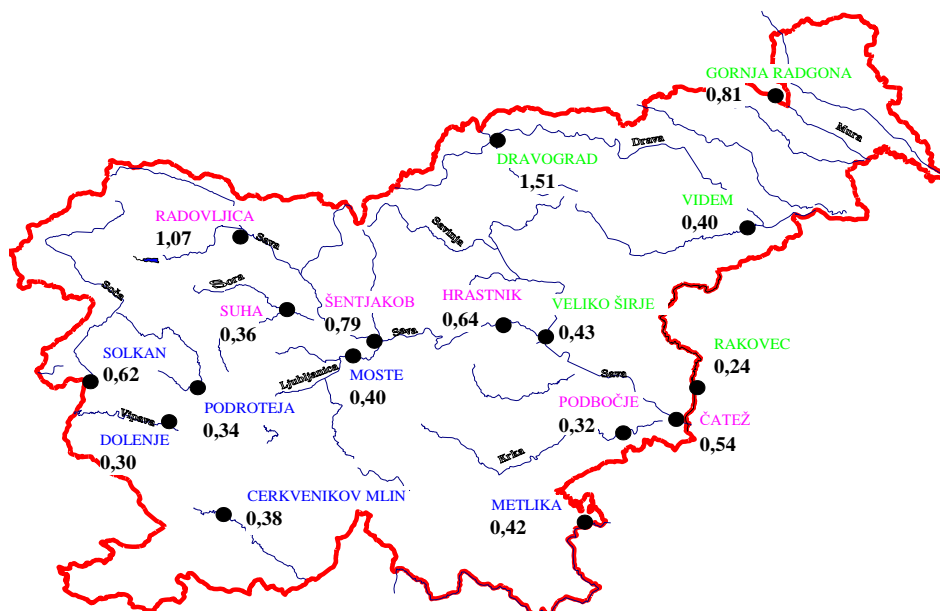 GORNJA RADGONA
0,81
Mura
Drava
DRAVOGRAD
1,51
VIDEM
0,40
RADOVLJICA
1,07
Sava
Savinja
Soča
Sora
SUHA
0,36
ŠENTJAKOB
0,79
Sava
HRASTNIK
0,64
VELIKO ŠIRJE
0,43
RAKOVEC
0,24
SOLKAN
0,62
Ljubljanica
MOSTE
0,40
Sava
PODROTEJA
0,34
PODBOČJE
0,32
ČATEŽ
0,54
Vipava
DOLENJE
0,30
Krka
CERKVENIKOV MLIN
0,38
METLIKA
0,42